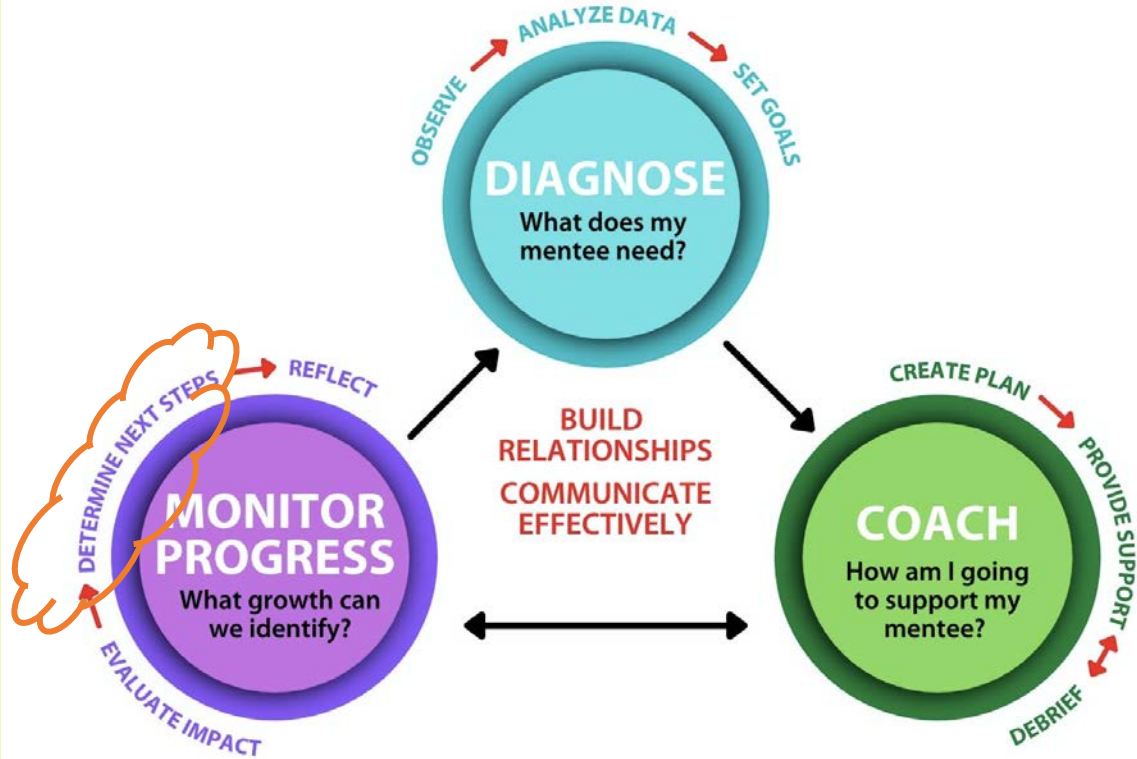 OBSERVE
ANALYZE DATA
SET GOALS
DIAGNOSE
What does my
mentee need?
EVALUATE IMPACT
DETERMINE NEXT STEPS
REFLECT
MONITOR
PROGRESS
What growth can
we identify?
BUILD
RELATIONSHIPS
COMMUNICATE
EFFECTIVELY
CREATE PLAN
PROVIDE SUPPORT
DEBRIEF
COACH
How am I going
to support my
mentee?